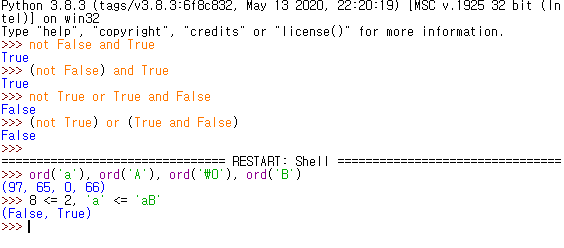 Python 3.8.3 (tags/v3.8.3:6f8c832, May 13 2020, 22:20:19) [MSC v.1925 32 bit (In
tel)] on win32
Type "help", "copyright", "credits" or "license()" for more information.
>>> not False and True
True
>>> (not False) and True
True
>>> not True or True and False
False
>>> (not True) or (True and False)
False
>>>
=============================== RESTART: Shell ===============================
>>> ord('a'), ord('A'), ord('₩0'), ord('B')
(97, 65, 0, 66)
>>> 8 <= 2, 'a' <= 'aB'
(False, True)
>>>